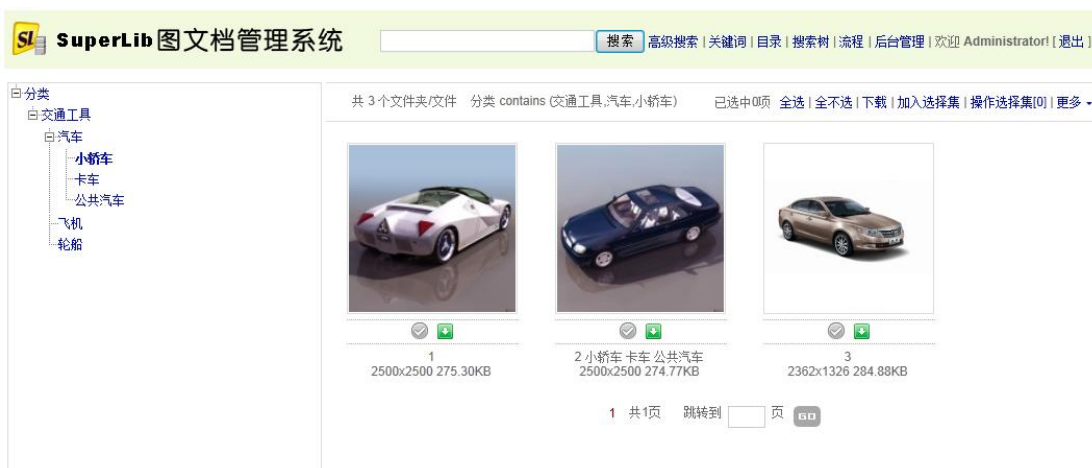 SL SuperLib图文档管理系统 搜索 高级搜索 | 关键词 | 目录 | 搜索树 | 流程 | 后台管理 | 欢迎 Administrator! [ 退出 ]
分类
交通工具
汽车
小轿车
卡车
公共汽车
飞机
轮船
共 3 个文件夹/文件 分类 contains (交通工具,汽车,小轿车) 已选中0项 全选 | 全不选 | 下载 | 加入选择集 | 操作选择集[0] | 更多
1
2500x2500 275.30KB
2 小轿车 卡车 公共汽车
2500x2500 274.77KB
3
2362x1326 284.88KB
1 共1页 跳转到 页 GO